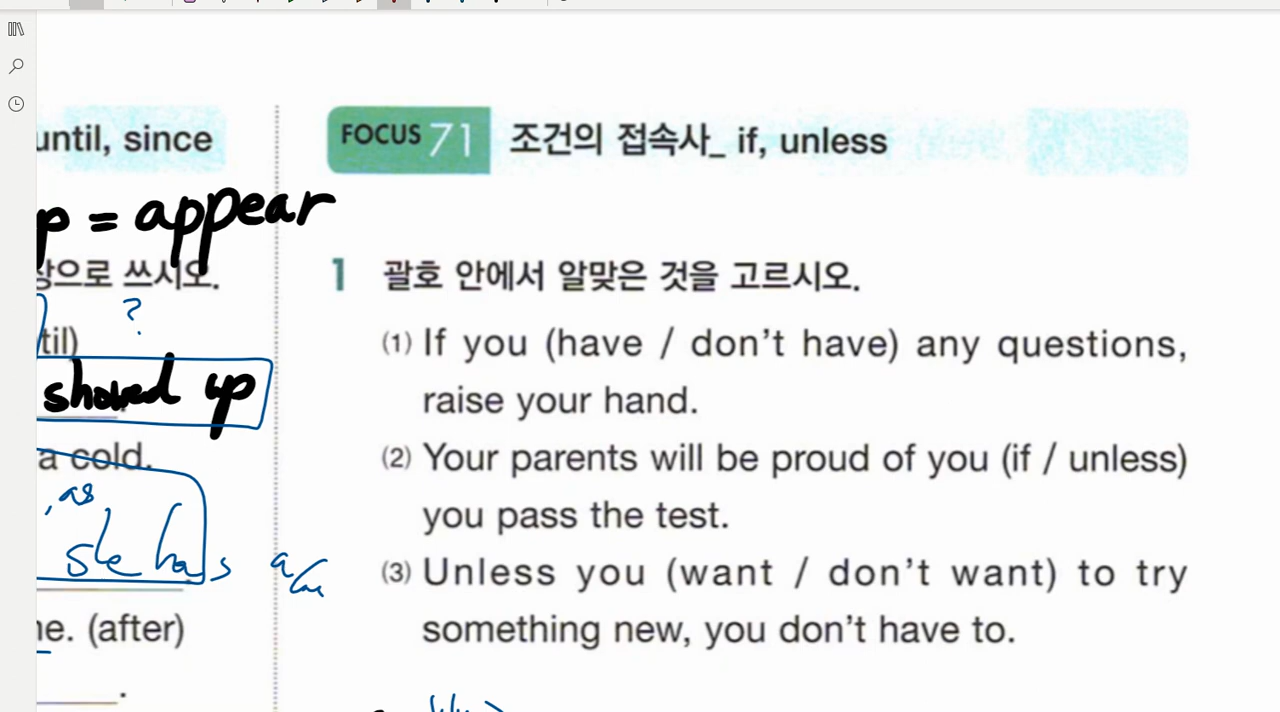 until, since
p = appear
상으로 쓰시오.
?
til)
showed up
a cold.
, as
she has a
ne. (after)
.
FOCUS 71 조건의 접속사_ if, unless
1 괄호 안에서 알맞은 것을 고르시오.
(1) If you (have / don't have) any questions,
raise your hand.
(2) Your parents will be proud of you (if / unless)
you pass the test.
(3) Unless you (want / don't want) to try
something new, you don't have to.